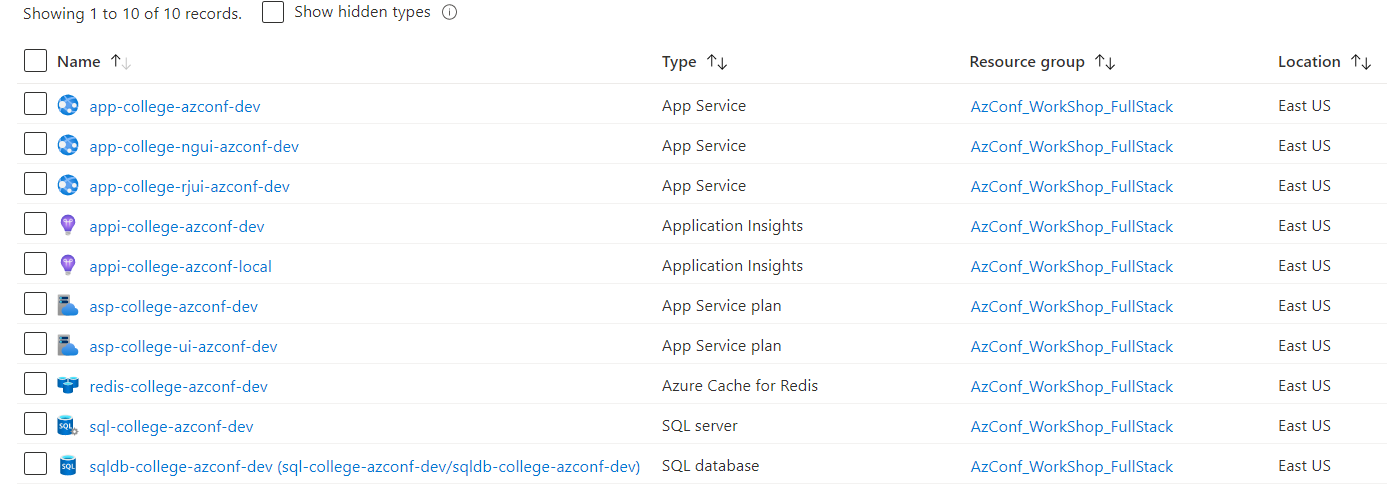 Showing 1 to 10 of 10 records. Show hidden types
Name Type Resource group Location
app-college-azconf-dev App Service AzConf_WorkShop_FullStack East US
app-college-ngui-azconf-dev App Service AzConf_WorkShop_FullStack East US
app-college-rjui-azconf-dev App Service AzConf_WorkShop_FullStack East US
appi-college-azconf-dev Application Insights AzConf_WorkShop_FullStack East US
appi-college-azconf-local Application Insights AzConf_WorkShop_FullStack East US
asp-college-azconf-dev App Service plan AzConf_WorkShop_FullStack East US
asp-college-ui-azconf-dev App Service plan AzConf_WorkShop_FullStack East US
redis-college-azconf-dev Azure Cache for Redis AzConf_WorkShop_FullStack East US
sql-college-azconf-dev SQL server AzConf_WorkShop_FullStack East US
sqldb-college-azconf-dev (sql-college-azconf-dev/sqldb-college-azconf-dev) SQL database AzConf_WorkShop_FullStack East US